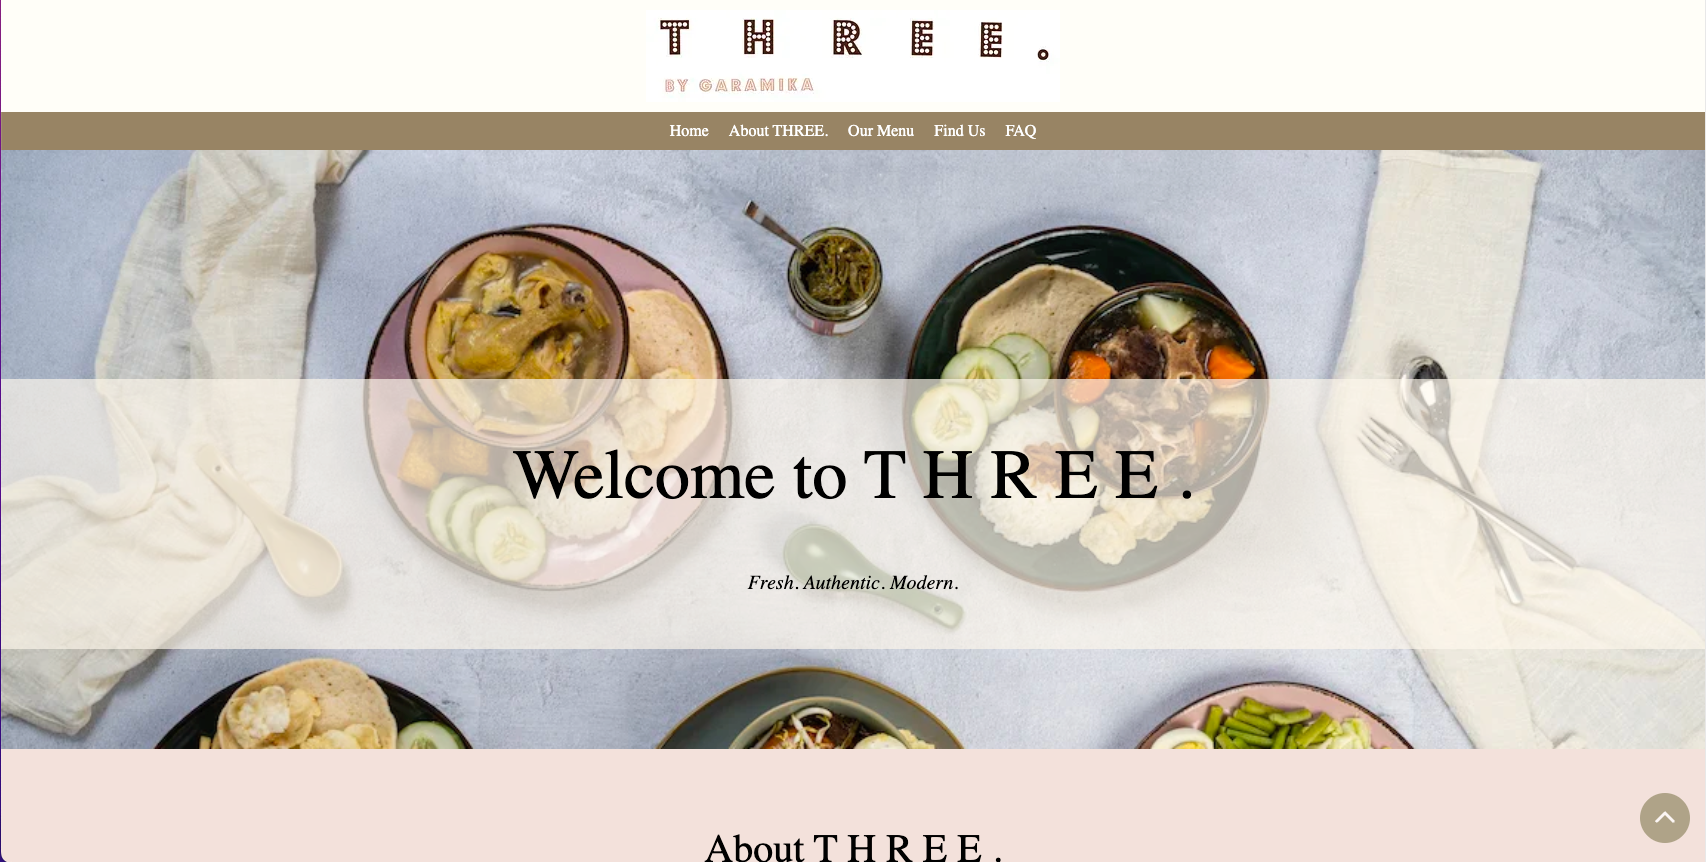 T H R E E .
BY GARAMIKA
Home About THREE. Our Menu Find Us FAQ
Welcome to T H R E E .
Fresh. Authentic. Modern.
About T H R E E .